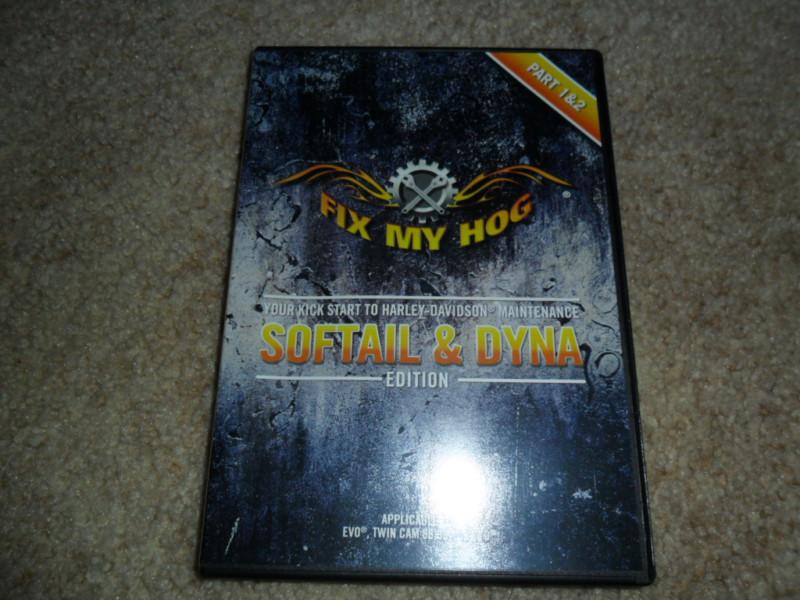 PART 1&2
FIX MY HOG
YOUR KICK START TO HARLEY-DAVIDSON® MAINTENANCE
SOFTAIL & DYNA
EDITION
EVO®, TWIN CAM 88